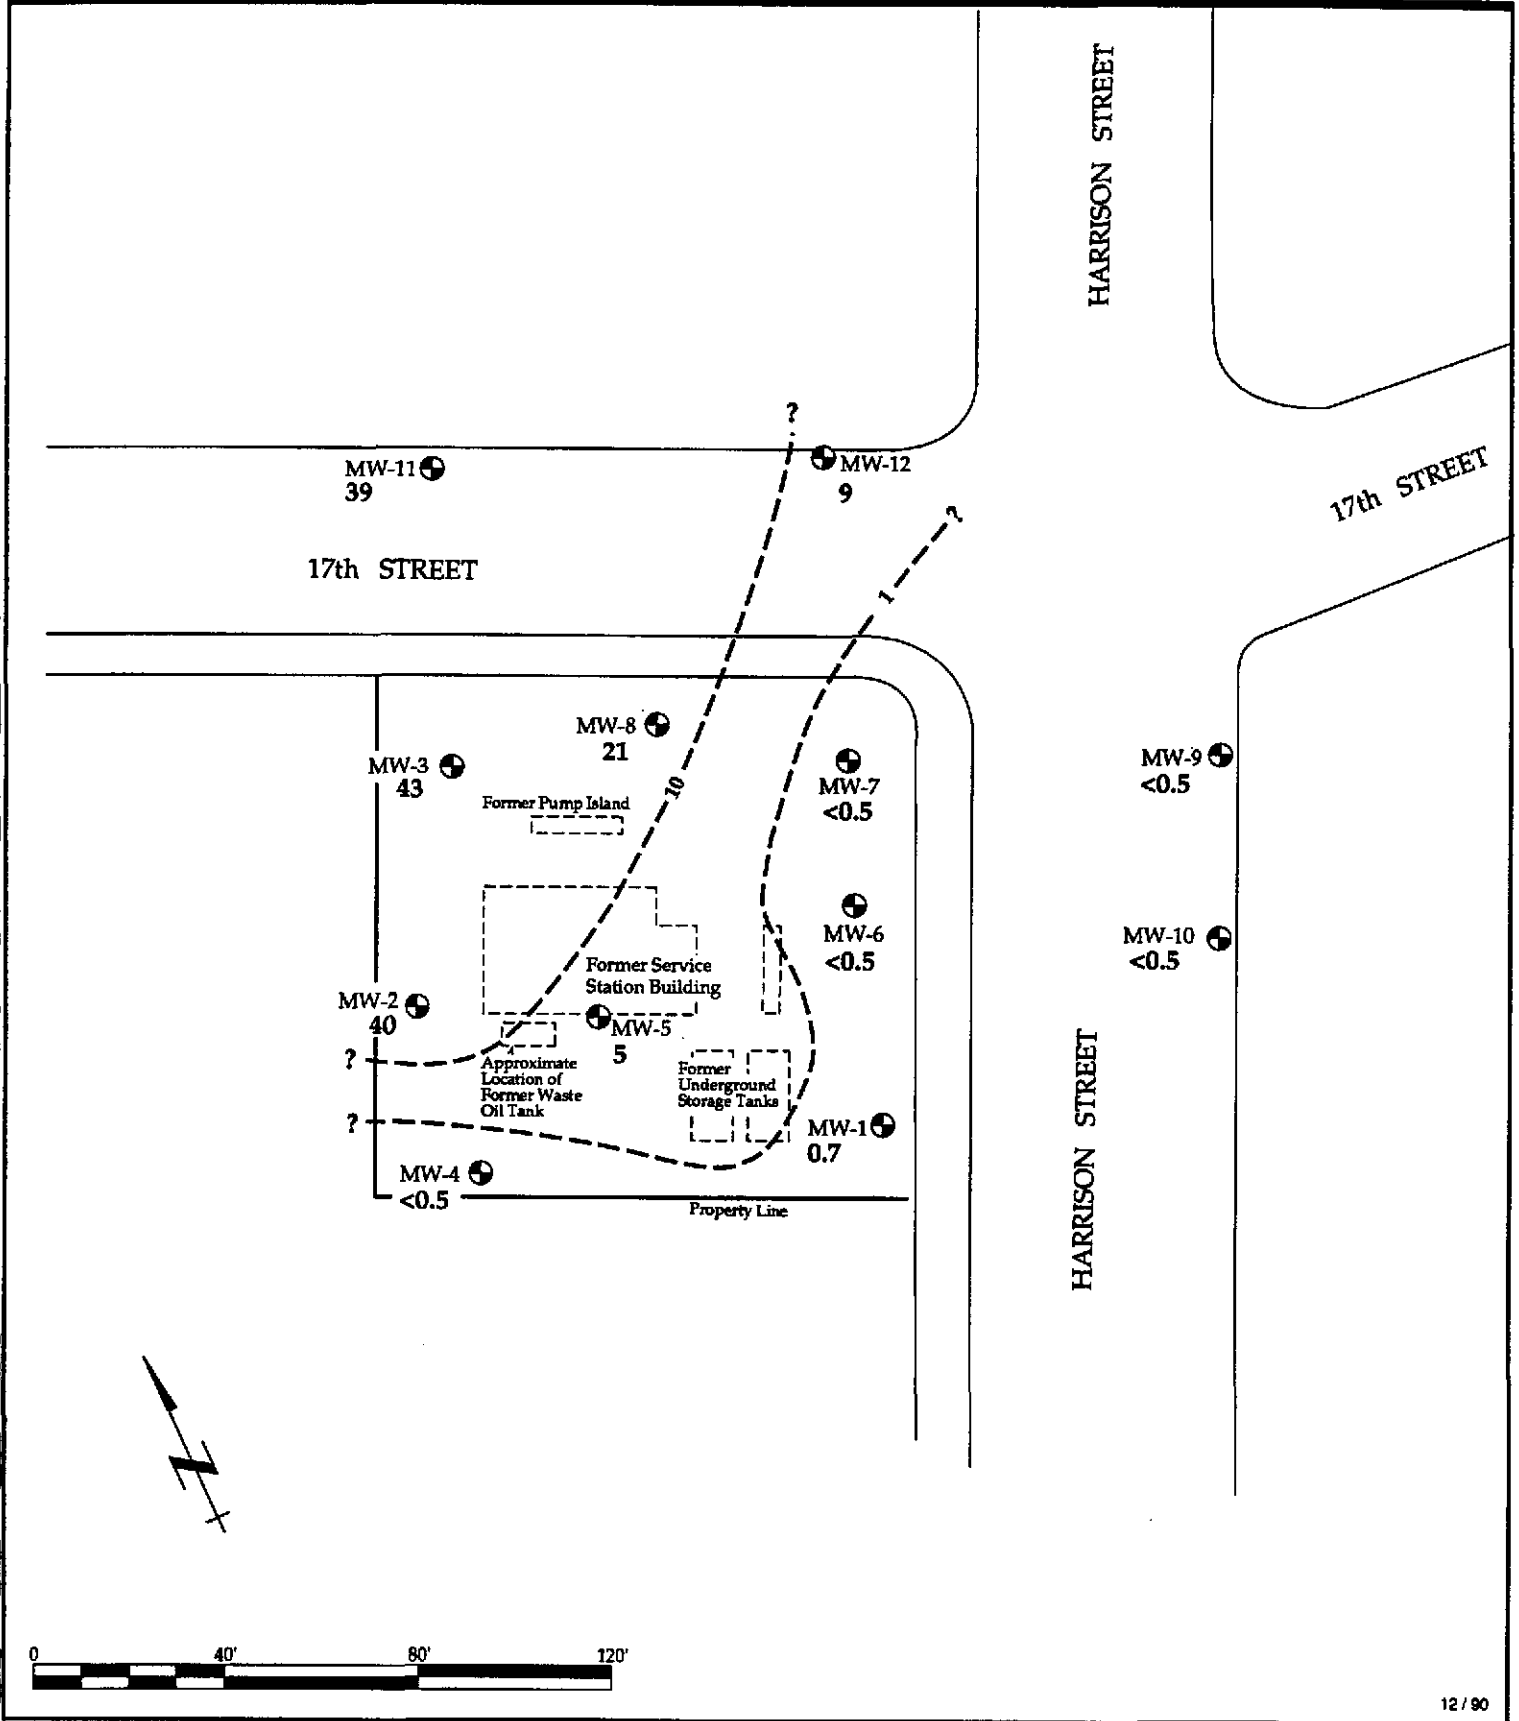 HARRISON STREET
?
MW-11
39
MW-12
9
17th STREET
?
17th STREET
1
MW-8
21
MW-3
43
10
MW-7
<0.5
MW-9
<0.5
Former Pump Island
MW-6
<0.5
MW-10
<0.5
Former Service
Station Building
MW-2
40
MW-5
5
?
Approximate
Location of
Former Waste
Oil Tank
Former
Underground
Storage Tanks
?
MW-1
0.7
MW-4
<0.5
Property Line
HARRISON STREET
N
0 40' 80' 120'
12/90